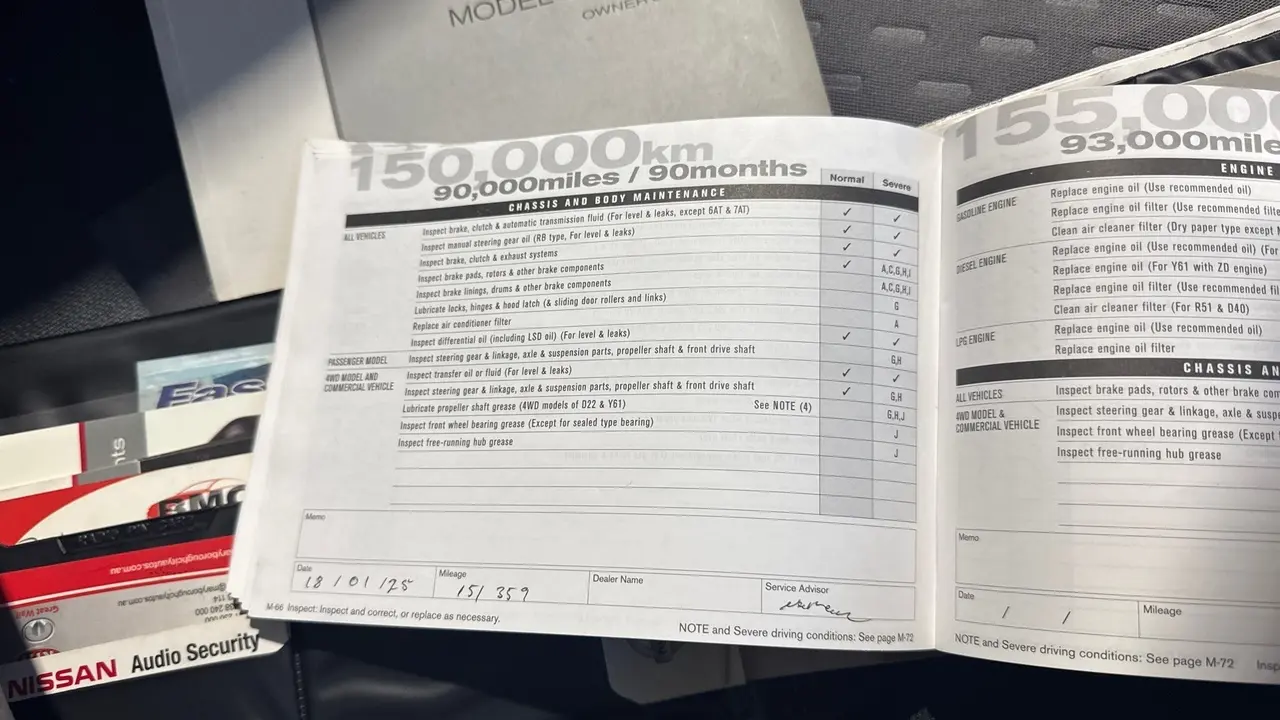 MODEL
OWNER
150,000km
90,000miles / 90months
Normal Severe
CHASSIS AND BODY MAINTENANCE
ALL VEHICLES Inspect brake, clutch & automatic transmission fluid (For level & leaks, except 6AT & 7AT) ✓ ✓
Inspect manual steering gear oil (RB type, For level & leaks) ✓ ✓
Inspect brake, clutch & exhaust systems ✓ ✓
Inspect brake pads, rotors & other brake components ✓ A,C,G,H,I
Inspect brake linings, drums & other brake components A,C,G,H,I
Lubricate locks, hinges & hood latch (& sliding door rollers and links) G
Replace air conditioner filter A
Inspect differential oil (including LSD oil) (For level & leaks) ✓ ✓
PASSENGER MODEL Inspect steering gear & linkage, axle & suspension parts, propeller shaft & front drive shaft G,H
4WD MODEL AND COMMERCIAL VEHICLE Inspect transfer oil or fluid (For level & leaks) ✓ ✓
Inspect steering gear & linkage, axle & suspension parts, propeller shaft & front drive shaft ✓ G,H
Lubricate propeller shaft grease (4WD models of D22 & Y61) See NOTE (4) G,H,J
Inspect front wheel bearing grease (Except for sealed type bearing) J
Inspect free-running hub grease J
Memo
Date Mileage Dealer Name Service Advisor
18 / 01 / 25 151 359
M-66 Inspect: Inspect and correct, or replace as necessary.
NOTE and Severe driving conditions: See page M-72
155,00
93,000mile
ENGINE
GASOLINE ENGINE Replace engine oil (Use recommended oil)
Replace engine oil filter (Use recommended
Clean air cleaner filter (Dry paper type except
DIESEL ENGINE Replace engine oil (Use recommended oil) (For
Replace engine oil (For Y61 with ZD engine)
Replace engine oil filter (Use recommended
Clean air cleaner filter (For R51 & D40)
LPG ENGINE Replace engine oil (Use recommended oil)
Replace engine oil filter
CHASSIS AN
ALL VEHICLES Inspect brake pads, rotors & other brake
4WD MODEL & COMMERCIAL VEHICLE Inspect steering gear & linkage, axle &
Inspect front wheel bearing grease (Except
Inspect free-running hub grease
Memo
Date Mileage
/ /
NOTE and Severe driving conditions: See page M-72
NISSAN Audio Security